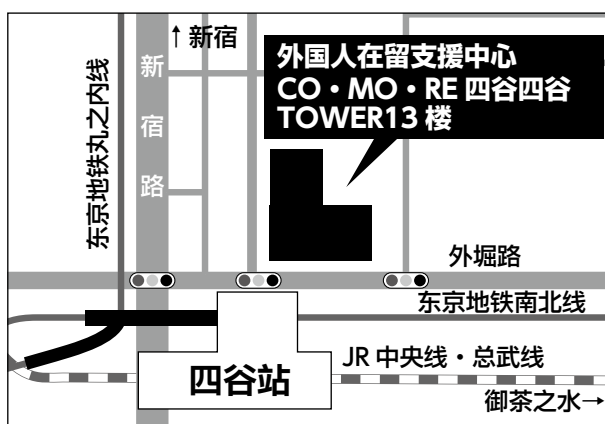 ↑新宿
外国人在留支援中心
CO・MO・RE 四谷四谷
TOWER13 楼
新宿路
东京地铁丸之内线
外堀路
东京地铁南北线
四谷站
JR 中央线・总武线
御茶之水→